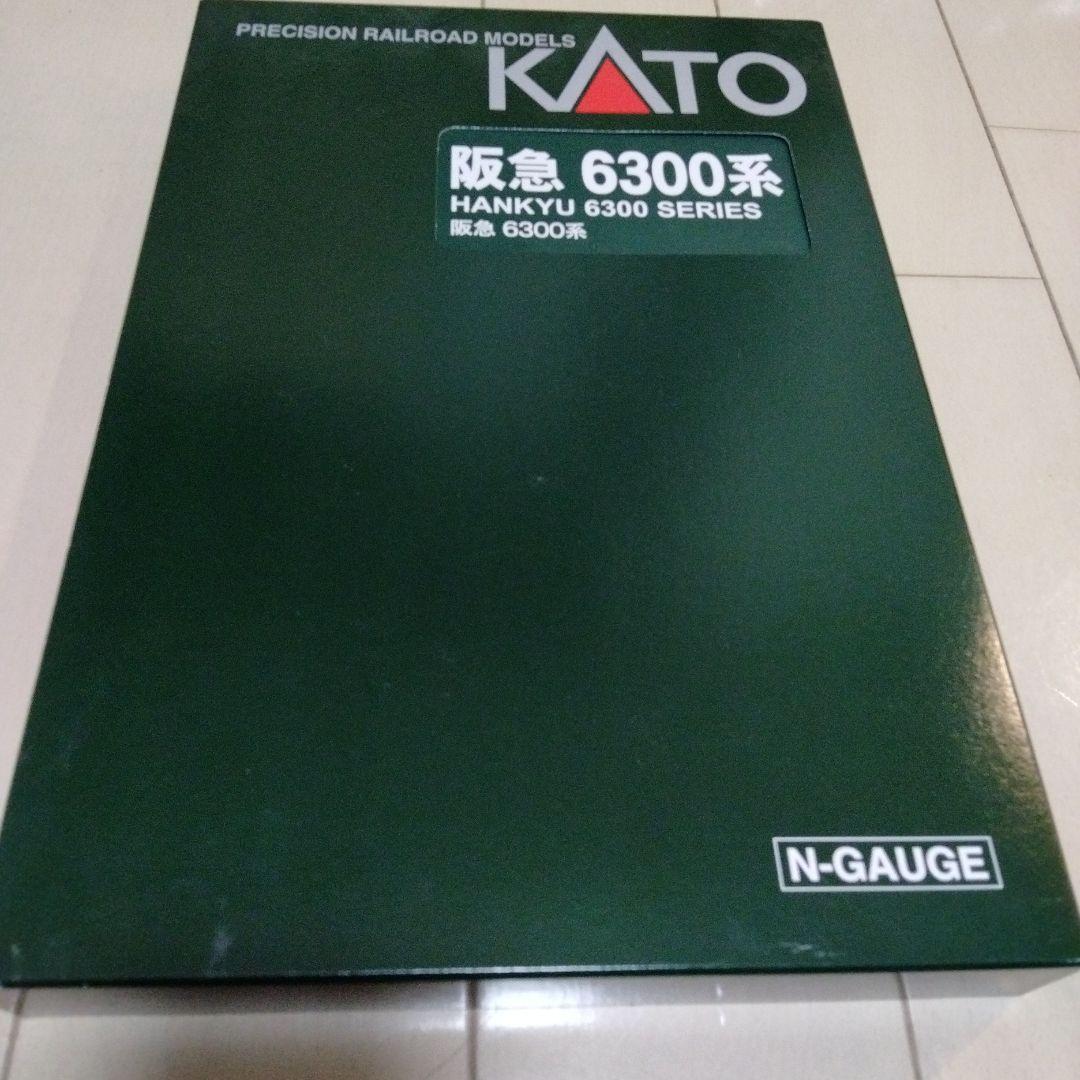 PRECISION RAILROAD MODELS
KATO
阪急 6300系
HANKYU 6300 SERIES
阪急 6300系
N-GAUGE